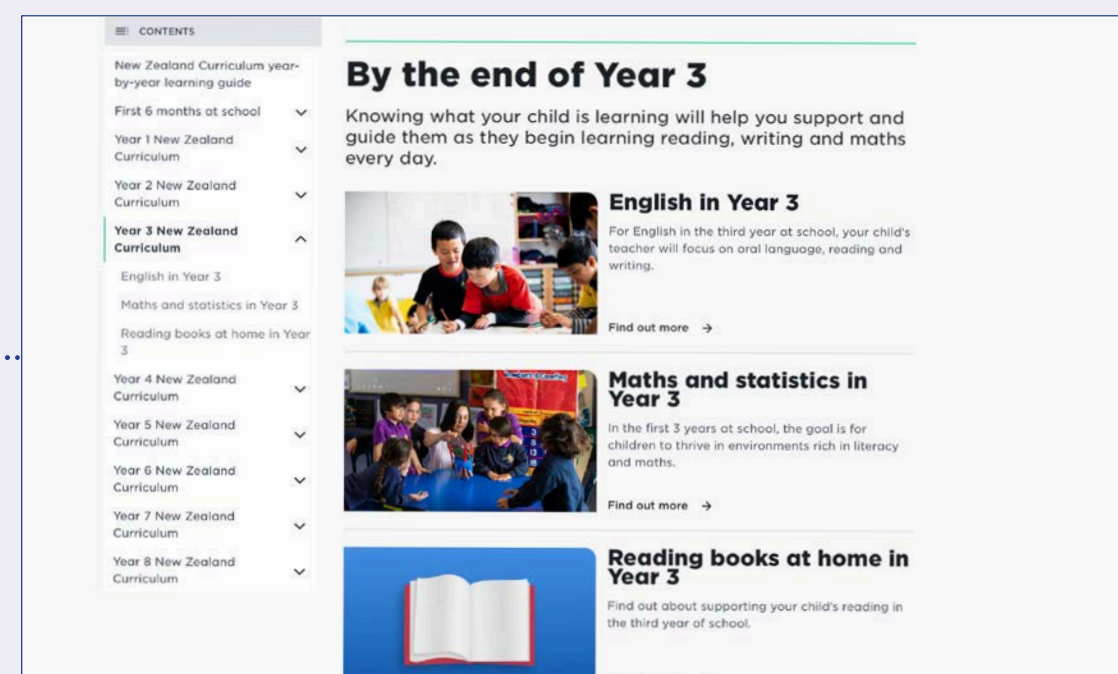 CONTENTS
New Zealand Curriculum year-
by-year learning guide
First 6 months at school
Year 1 New Zealand
Curriculum
Year 2 New Zealand
Curriculum
Year 3 New Zealand
Curriculum
English in Year 3
Maths and statistics in Year 3
Reading books at home in Year
3
Year 4 New Zealand
Curriculum
Year 5 New Zealand
Curriculum
Year 6 New Zealand
Curriculum
Year 7 New Zealand
Curriculum
Year 8 New Zealand
Curriculum
By the end of Year 3
Knowing what your child is learning will help you support and
guide them as they begin learning reading, writing and maths
every day.
English in Year 3
For English in the third year at school, your child's
teacher will focus on oral language, reading and
writing.
Find out more →
Maths and statistics in
Year 3
In the first 3 years at school, the goal is for
children to thrive in environments rich in literacy
and maths.
Find out more →
Reading books at home in
Year 3
Find out about supporting your child's reading in
the third year of school.